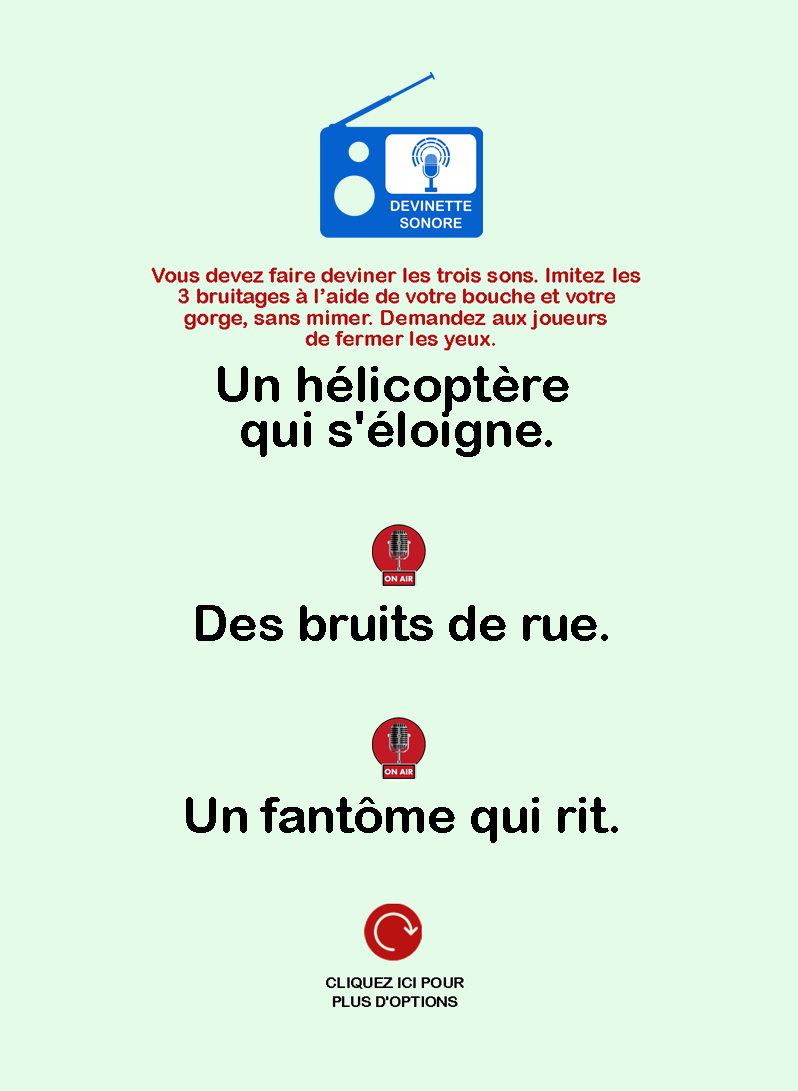 DEVINETTE
SONORE
Vous devez faire deviner les trois sons. Imitez les
3 bruitages à l’aide de votre bouche et votre
gorge, sans mimer. Demandez aux joueurs
de fermer les yeux.
Un hélicoptère
qui s'éloigne.
ON AIR
Des bruits de rue.
ON AIR
Un fantôme qui rit.
CLIQUEZ ICI POUR
PLUS D'OPTIONS